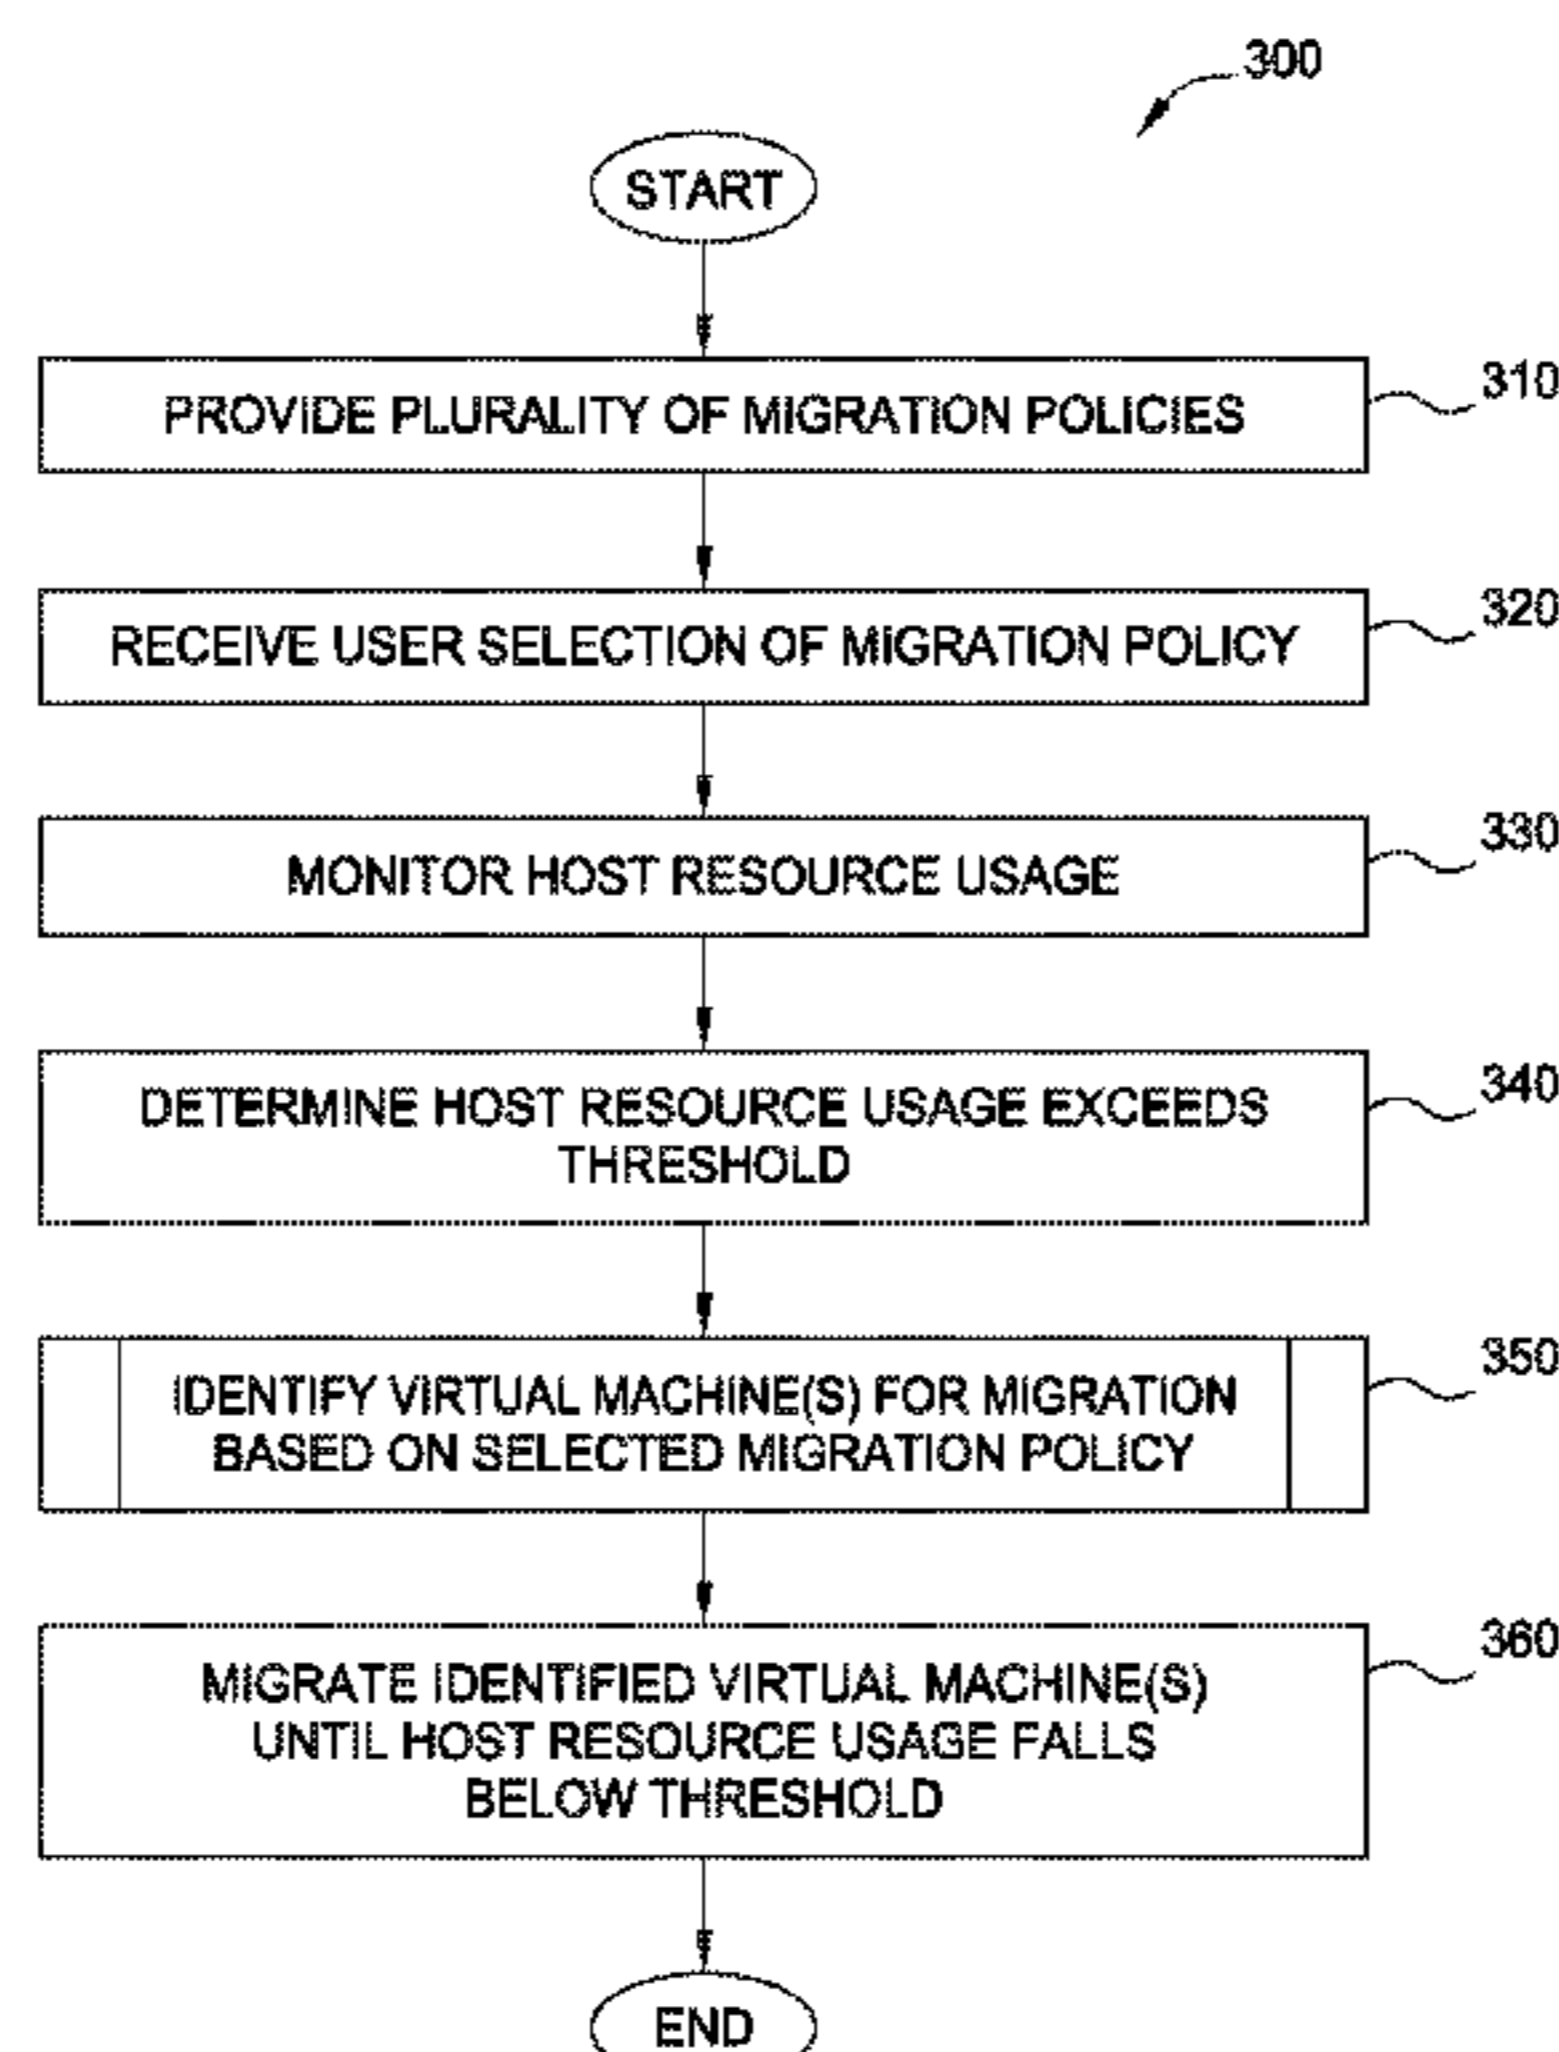 300
START
PROVIDE PLURALITY OF MIGRATION POLICIES
310
RECEIVE USER SELECTION OF MIGRATION POLICY
320
MONITOR HOST RESOURCE USAGE
330
DETERMINE HOST RESOURCE USAGE EXCEEDS
THRESHOLD
340
IDENTIFY VIRTUAL MACHINE(S) FOR MIGRATION
BASED ON SELECTED MIGRATION POLICY
350
MIGRATE IDENTIFIED VIRTUAL MACHINE(S)
UNTIL HOST RESOURCE USAGE FALLS
BELOW THRESHOLD
360
END